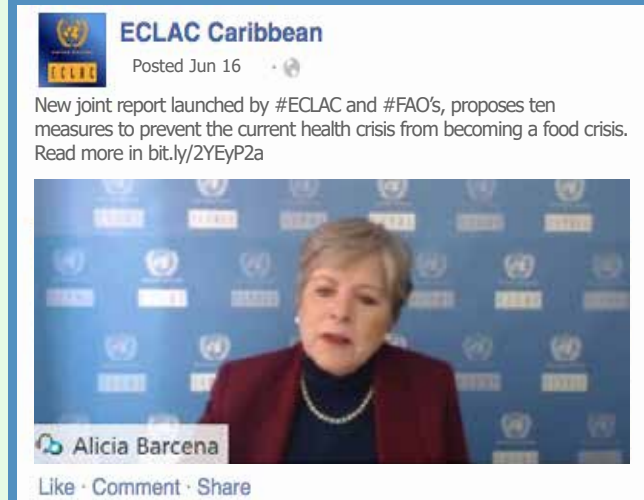 ECLAC Caribbean
Posted Jun 16 ·
ECLAC
New joint report launched by #ECLAC and #FAO's, proposes ten
measures to prevent the current health crisis from becoming a food crisis.
Read more in bit.ly/2YEyP2a
Alicia Barcena
Like · Comment · Share